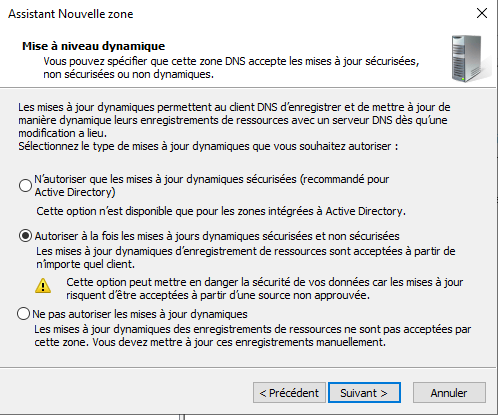 Assistant Nouvelle zone
Mise à niveau dynamique
Vous pouvez spécifier que cette zone DNS accepte les mises à jour sécurisées,
non sécurisées ou non dynamiques.
Les mises à jour dynamiques permettent au client DNS d'enregistrer et de mettre à jour de
manière dynamique leurs enregistrements de ressources avec un serveur DNS dès qu'une
modification a lieu.
Sélectionnez le type de mises à jour dynamiques que vous souhaitez autoriser :
N'autoriser que les mises à jour dynamiques sécurisées (recommandé pour
Active Directory)
Cette option n'est disponible que pour les zones intégrées à Active Directory.
Autoriser à la fois les mises à jours dynamiques sécurisées et non sécurisées
Les mises à jour dynamiques d'enregistrement de ressources sont acceptées à partir de
n'importe quel client.
Cette option peut mettre en danger la sécurité de vos données car les mises à jour
risquent d'être acceptées à partir d'une source non approuvée.
Ne pas autoriser les mises à jour dynamiques
Les mises à jour dynamiques des enregistrements de ressources ne sont pas acceptées par
cette zone. Vous devez mettre à jour ces enregistrements manuellement.
< Précédent Suivant > Annuler